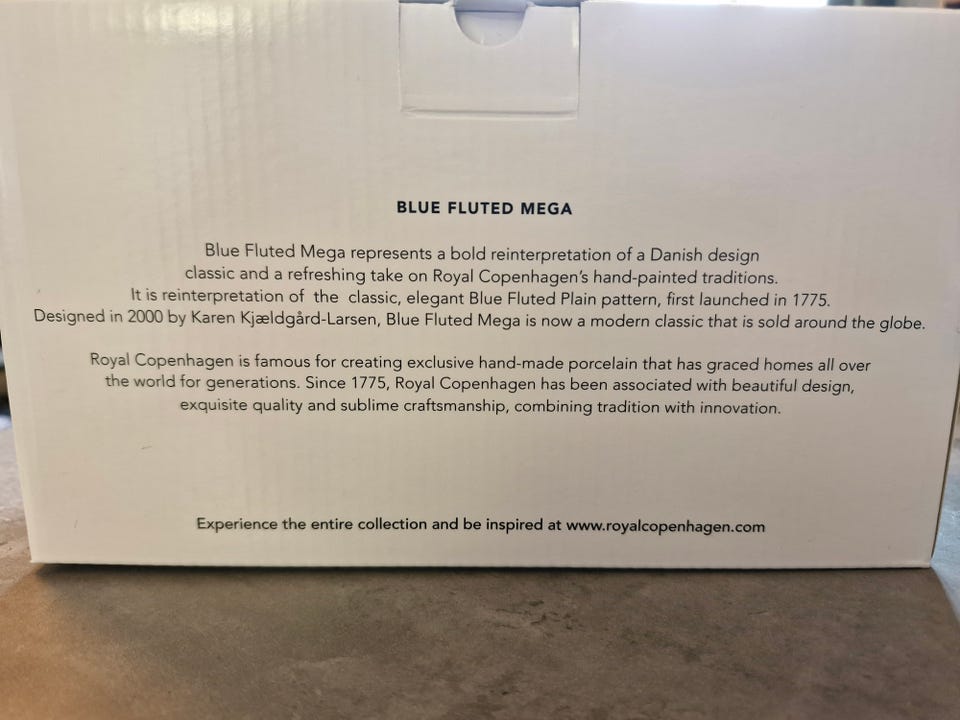 BLUE FLUTED MEGA
Blue Fluted Mega represents a bold reinterpretation of a Danish design
classic and a refreshing take on Royal Copenhagen's hand-painted traditions.
It is reinterpretation of the classic, elegant Blue Fluted Plain pattern, first launched in 1775.
Designed in 2000 by Karen Kjældgård-Larsen, Blue Fluted Mega is now a modern classic that is sold around the globe.
Royal Copenhagen is famous for creating exclusive hand-made porcelain that has graced homes all over
the world for generations. Since 1775, Royal Copenhagen has been associated with beautiful design,
exquisite quality and sublime craftsmanship, combining tradition with innovation.
Experience the entire collection and be inspired at www.royalcopenhagen.com